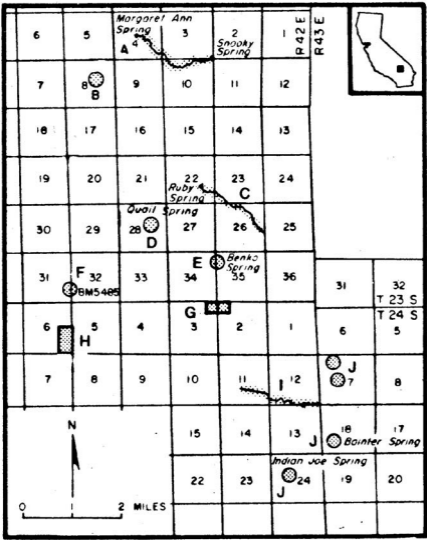 Margaret Ann Spring
6 5 4 3 2 1
A
Snooky Spring
R42E
R43E
7 8 9 10 11 12
B
18 17 16 15 14 13
19 20 21 22 23 24
Ruby Spring
C
Quail Spring
30 29 28 27 26 25
D
31 32 33 34 35 36
E
Benko Spring
F
BM5485
31 32
T 23 S
T 24 S
G
6 5 4 3 2 1 6 5
H
J
7 8 9 10 11 12 7 8
I
N
15 14 13 18 17
J
Bainter Spring
Indian Joe Spring
22 23 24 19 20
J
0 1 2 MILES